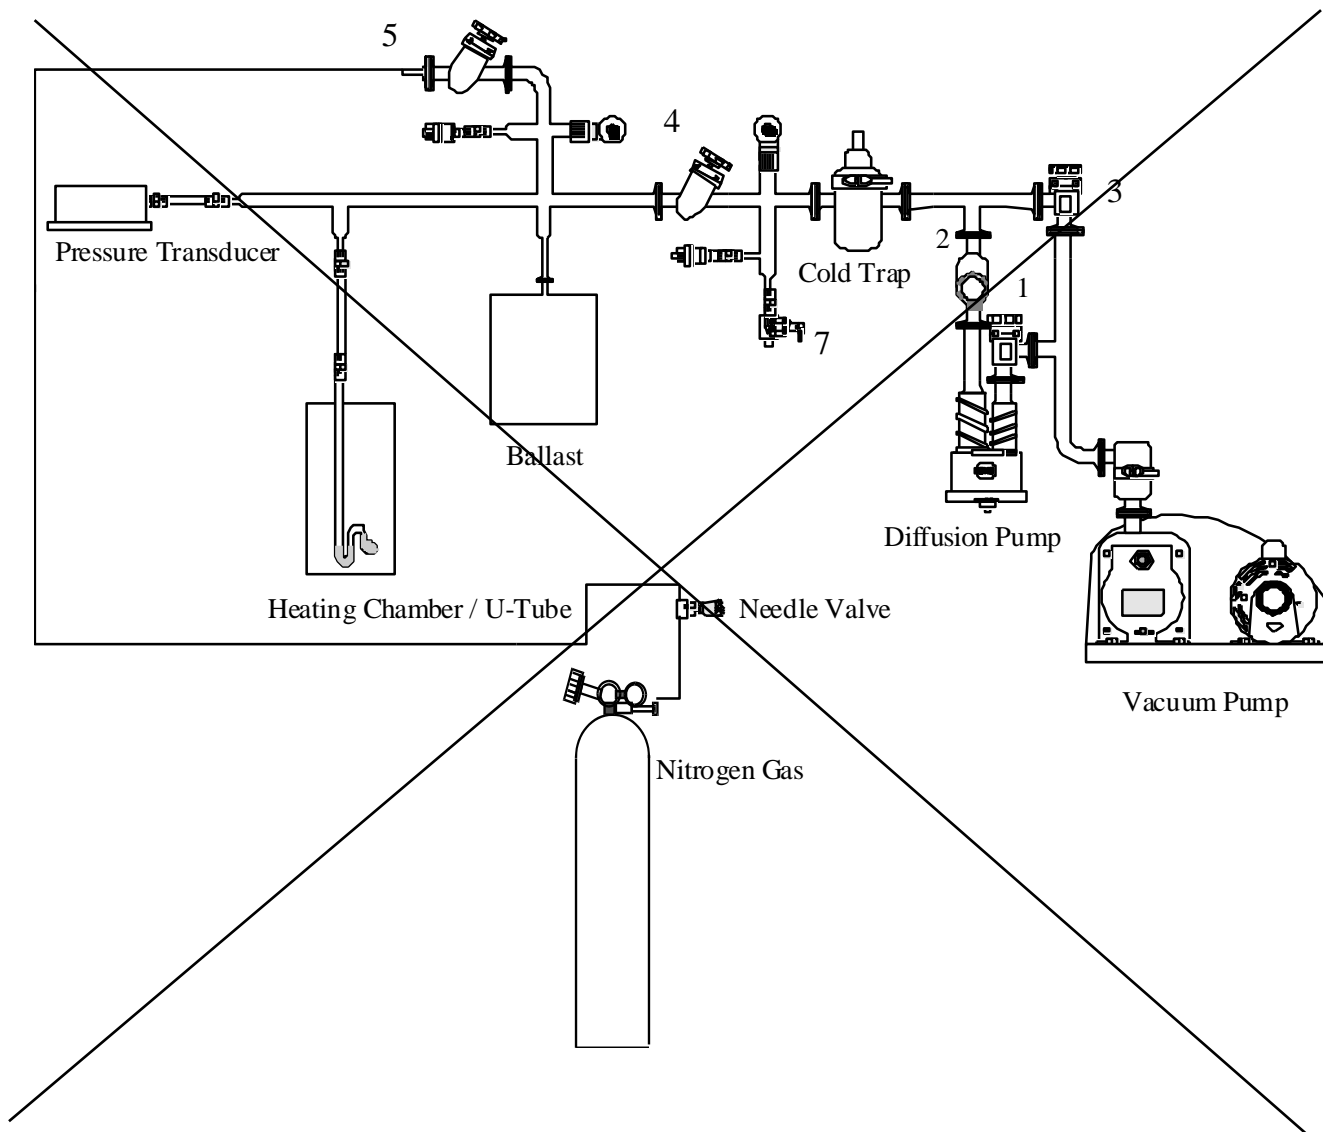 5
4
3
Pressure Transducer
2
Cold Trap
1
7
Ballast
Diffusion Pump
Heating Chamber / U-Tube
Needle Valve
Vacuum Pump
Nitrogen Gas